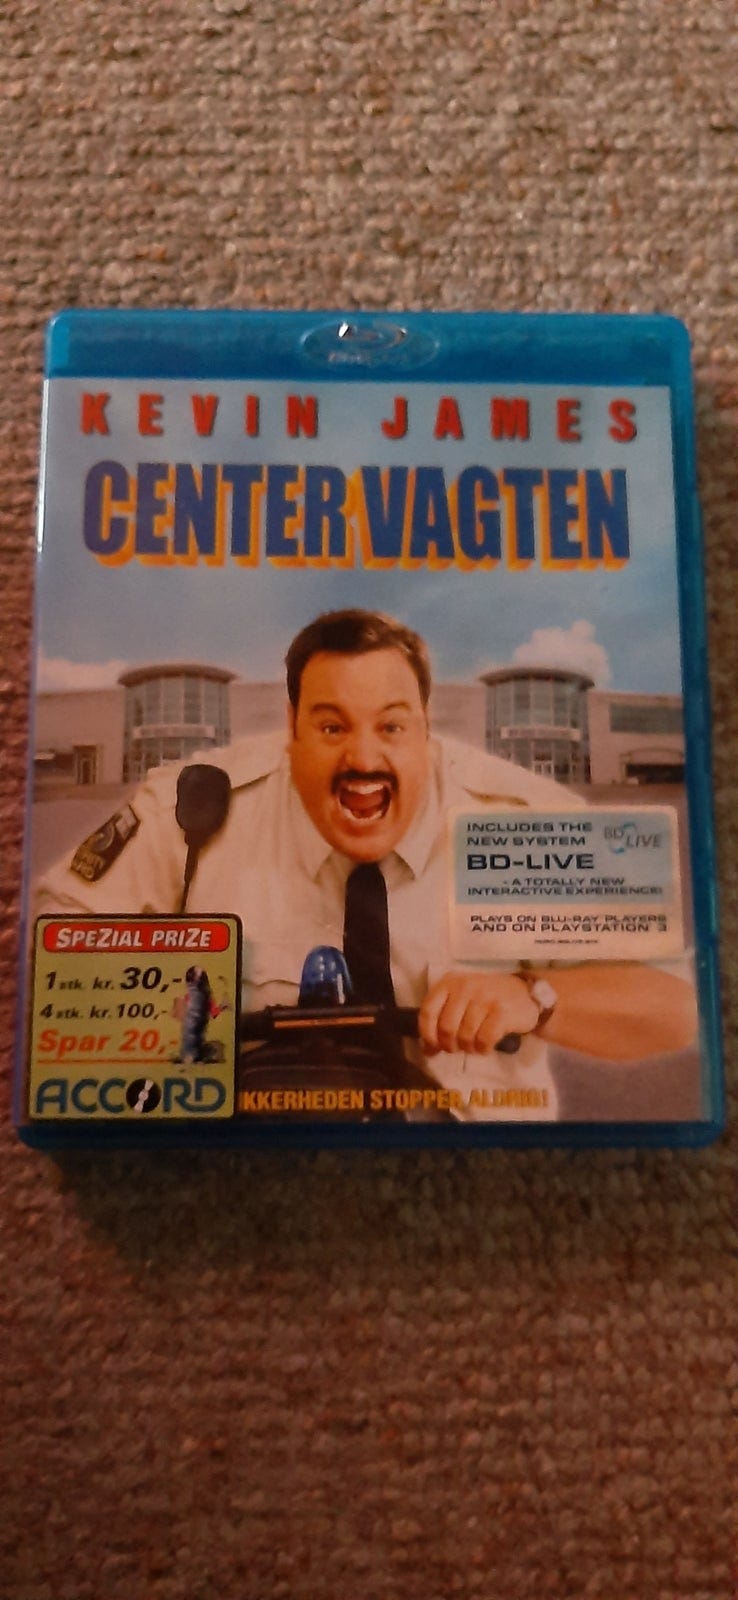 KEVIN JAMES
CENTERVAGTEN
INCLUDES THE
NEW SYSTEM
BD LIVE
BD-LIVE
- A TOTALLY NEW
INTERACTIVE EXPERIENCE!
PLAYS ON BLU-RAY PLAYERS
AND ON PLAYSTATION 3
SPEZIAL PRIZE
1 stk. kr. 30,-
4 stk. kr. 100,-
Spar 20,-
ACCORD
KKERHEDEN STOPPER ALDRIG!